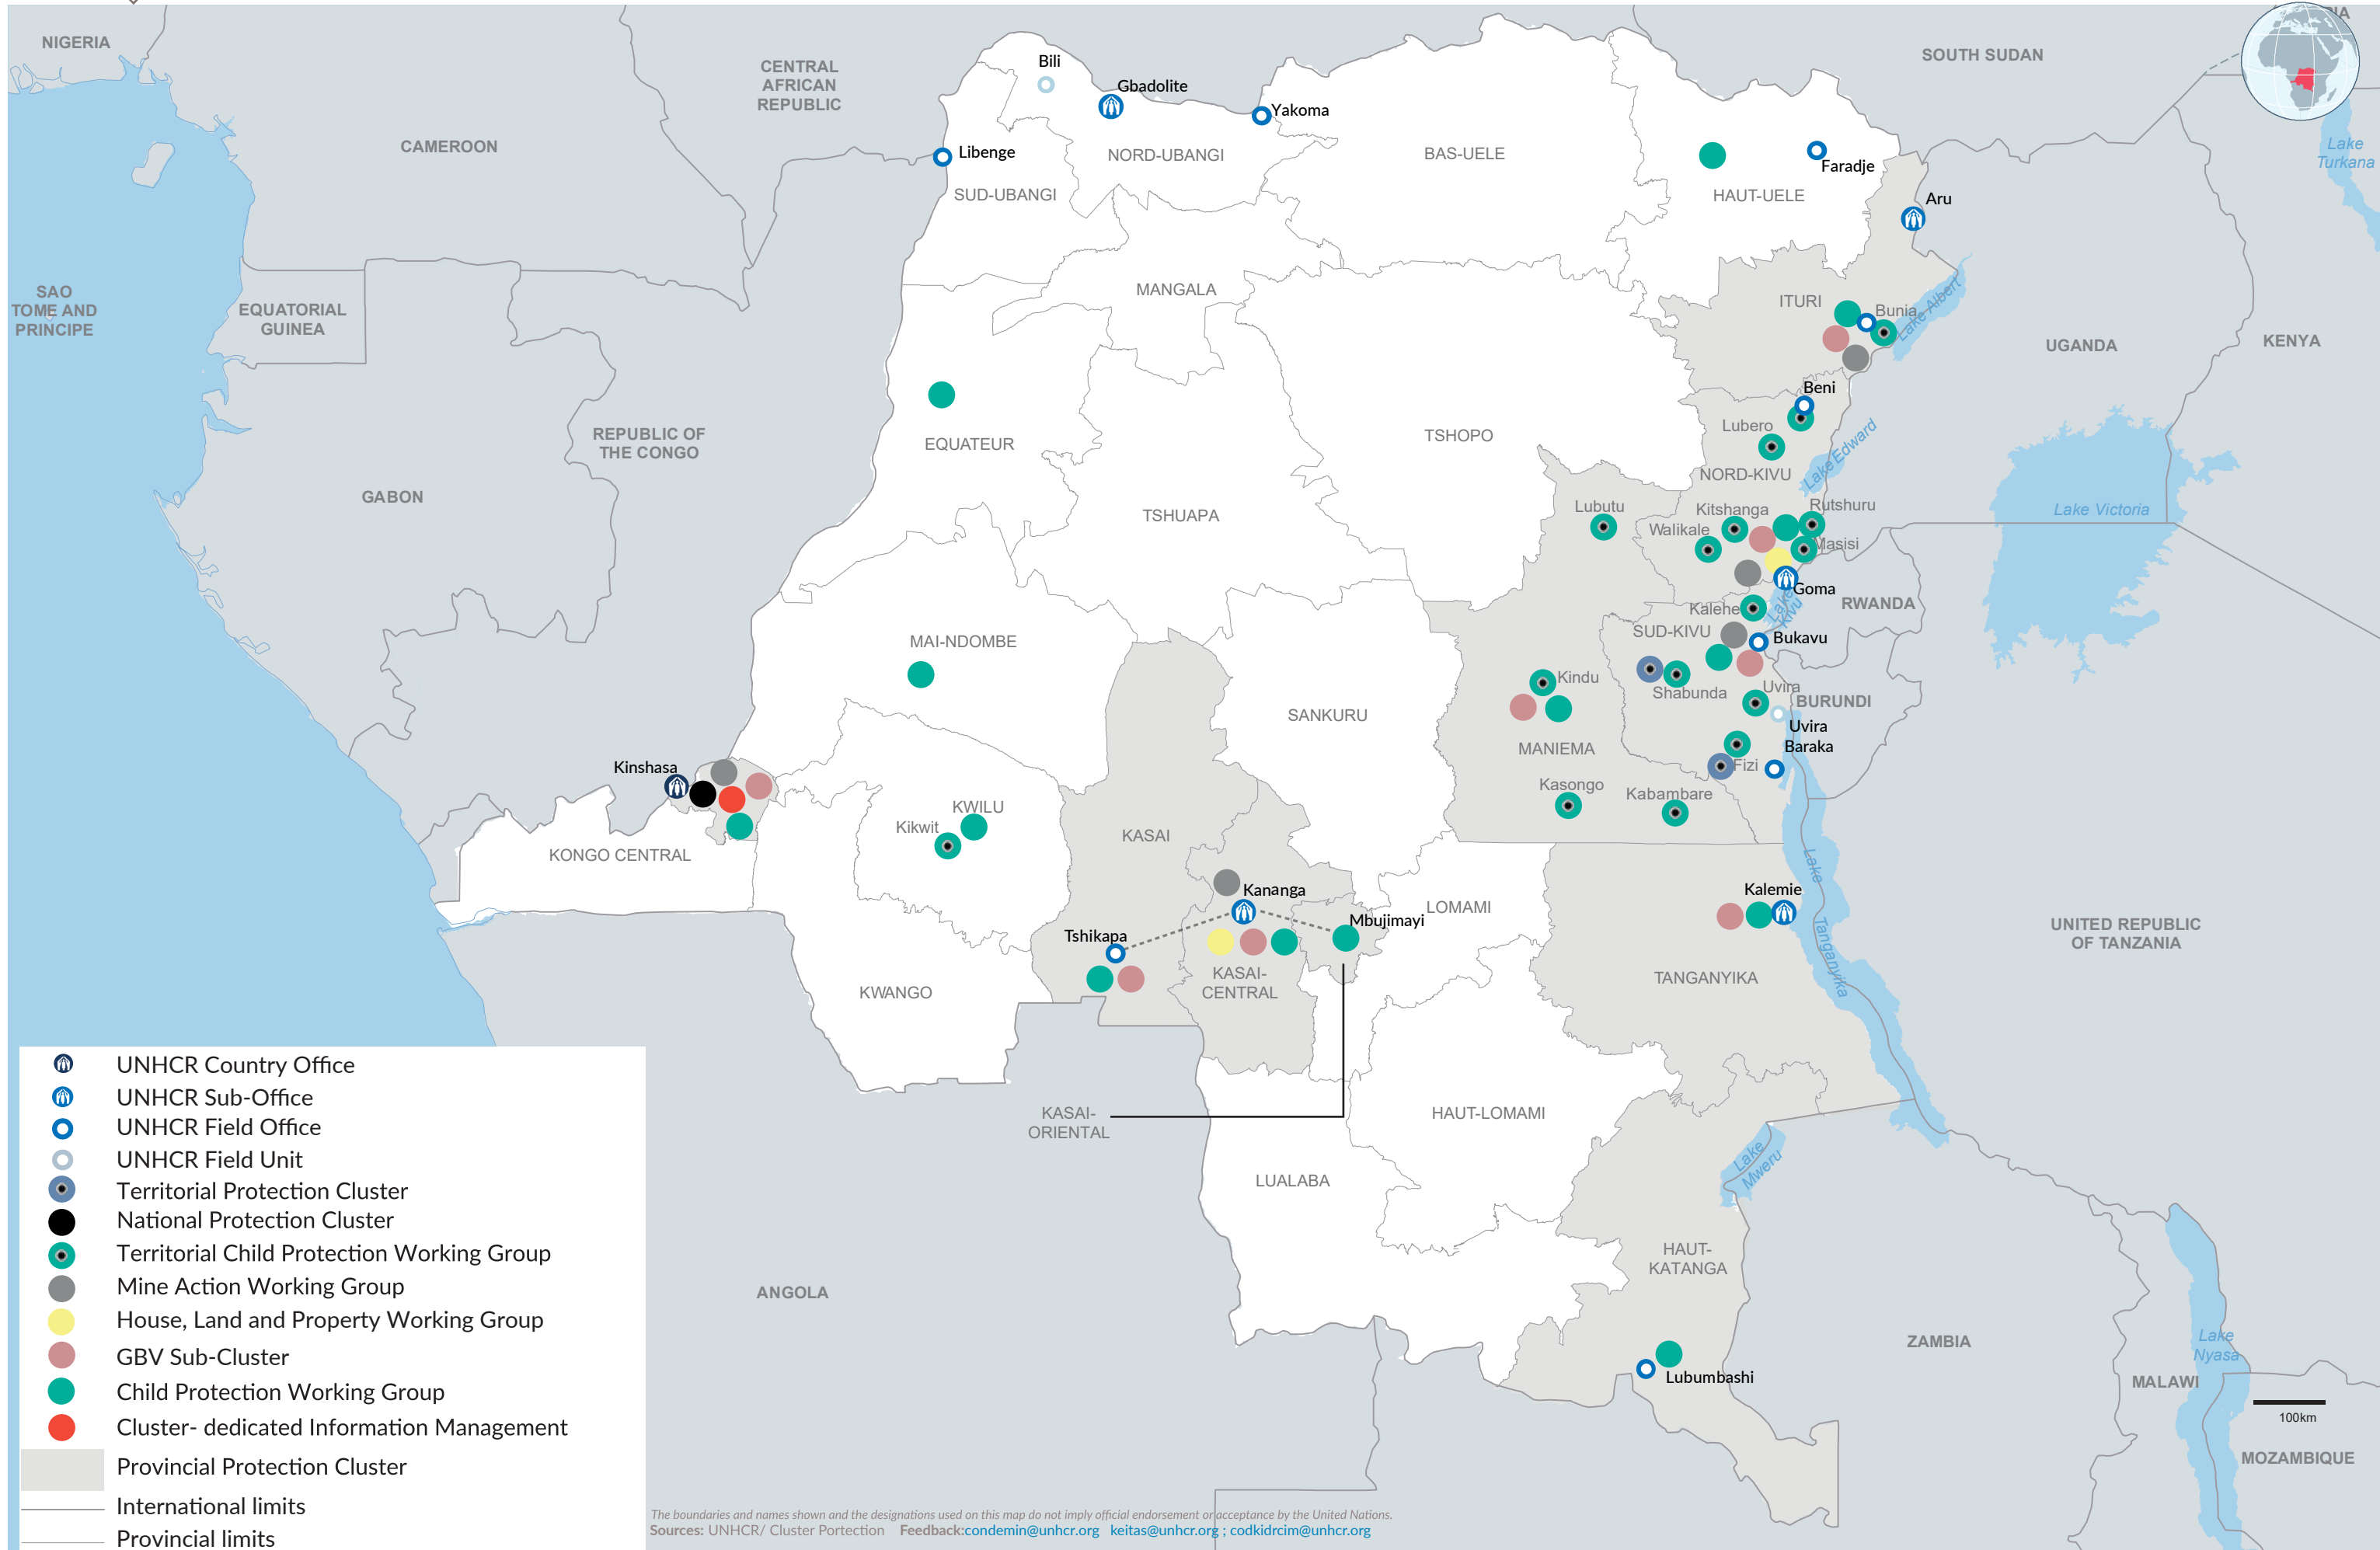 NIGERIA
CENTRAL
AFRICAN
REPUBLIC
Bili
Gbadolite
Yakoma
SOUTH SUDAN
CAMEROON
Libenge
NORD-UBANGI
SUD-UBANGI
BAS-UELE
HAUT-UELE
Faradje
Aru
Lake
Turkana
SAO
TOME AND
PRINCIPE
EQUATORIAL
GUINEA
MANGALA
ITURI
Bunia
Lake Albert
UGANDA
KENYA
Beni
Lubero
NORD-KIVU
Lake Edward
REPUBLIC OF
THE CONGO
EQUATEUR
TSHOPO
GABON
TSHUAPA
Lubutu
Kitshanga
Rutshuru
Walikale
Masisi
Lake Victoria
Goma
Lake
Kivu
Kalehe
RWANDA
SUD-KIVU
Bukavu
MAI-NDOMBE
Kindu
Shabunda
Uvira
BURUNDI
Uvira
Baraka
SANKURU
MANIEMA
Fizi
Kinshasa
Kasongo
Kabambare
KWILU
Kikwit
KASAI
KONGO CENTRAL
Kananga
Mbujimayi
LOMAMI
Kalemie
Lake
Tanganyika
UNITED REPUBLIC
OF TANZANIA
Tshikapa
KASAI-
CENTRAL
KWANGO
TANGANYIKA
KASAI-
ORIENTAL
HAUT-LOMAMI
Lake
Mweru
LUALABA
HAUT-
KATANGA
ANGOLA
ZAMBIA
Lake
Nyasa
MALAWI
Lubumbashi
100km
MOZAMBIQUE
UNHCR Country Office
UNHCR Sub-Office
UNHCR Field Office
UNHCR Field Unit
Territorial Protection Cluster
National Protection Cluster
Territorial Child Protection Working Group
Mine Action Working Group
House, Land and Property Working Group
GBV Sub-Cluster
Child Protection Working Group
Cluster- dedicated Information Management
Provincial Protection Cluster
International limits
Provincial limits
The boundaries and names shown and the designations used on this map do not imply official endorsement or acceptance by the United Nations.
Sources: UNHCR/ Cluster Portection Feedback:condemin@unhcr.org keitas@unhcr.org ; codkidrcim@unhcr.org